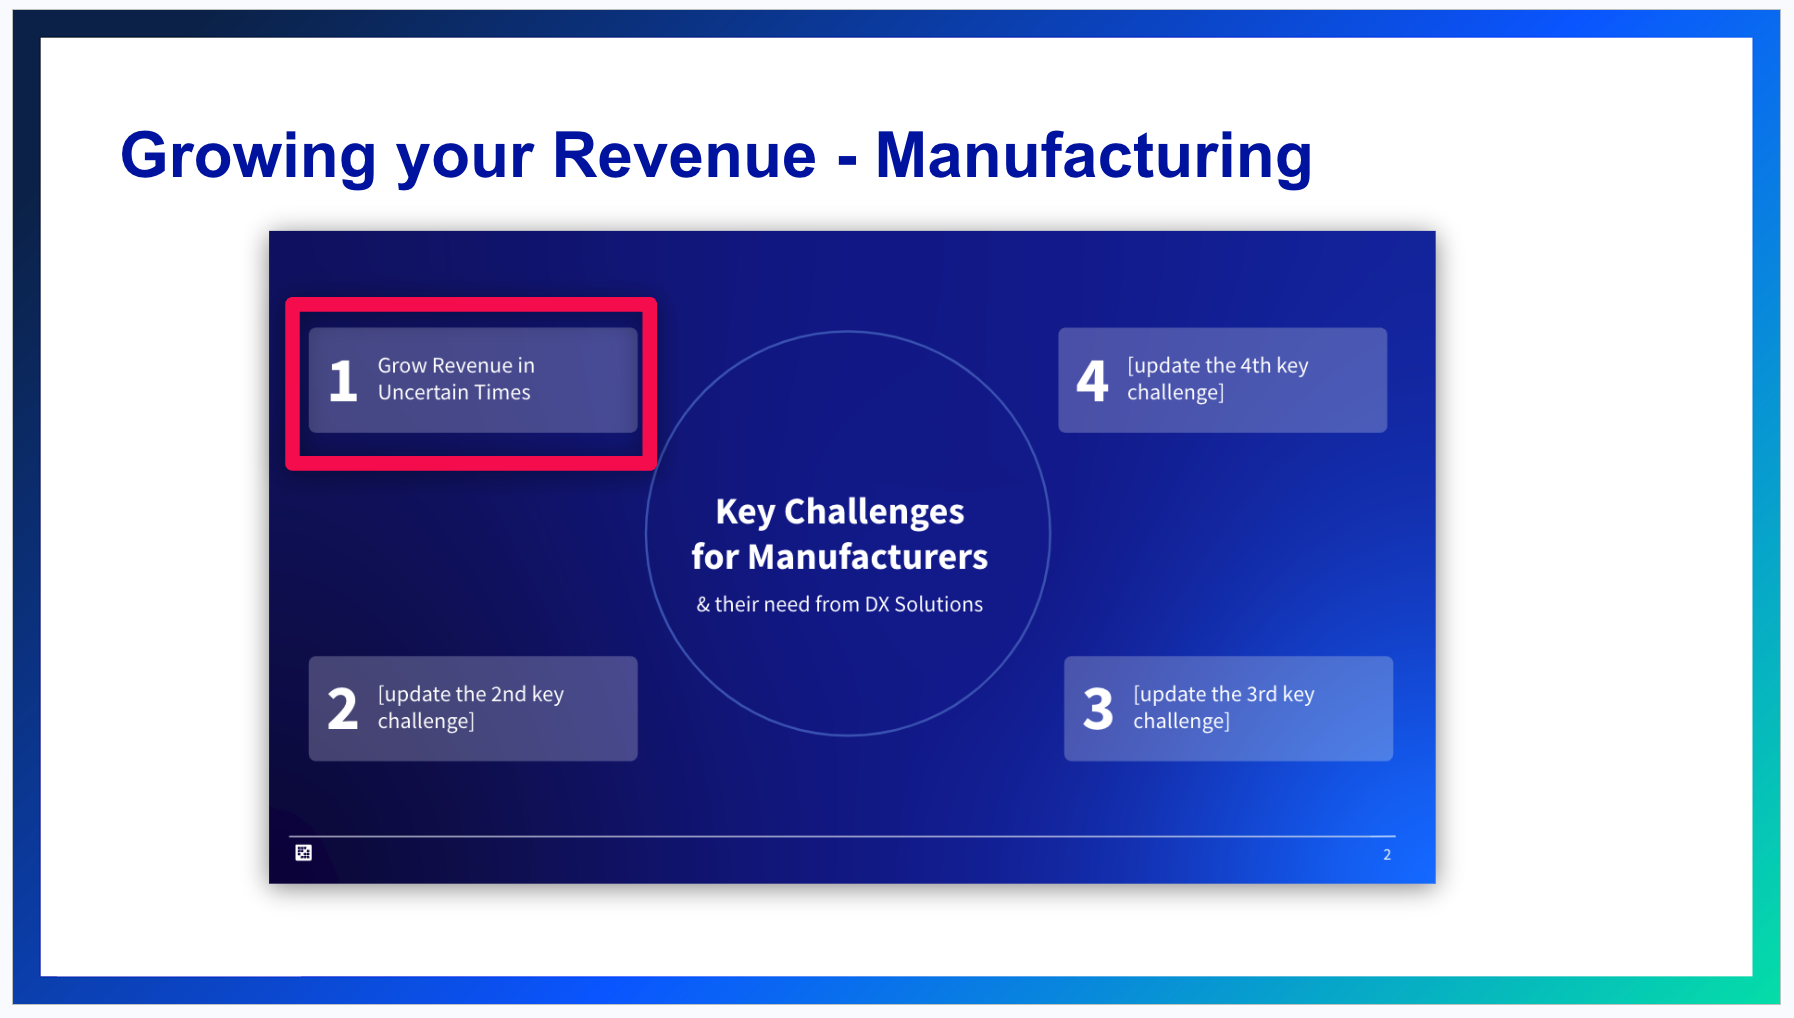 Growing your Revenue - Manufacturing
1
Grow Revenue in
Uncertain Times
4
[update the 4th key
challenge]
Key Challenges
for Manufacturers
& their need from DX Solutions
2
[update the 2nd key
challenge]
3
[update the 3rd key
challenge]
2